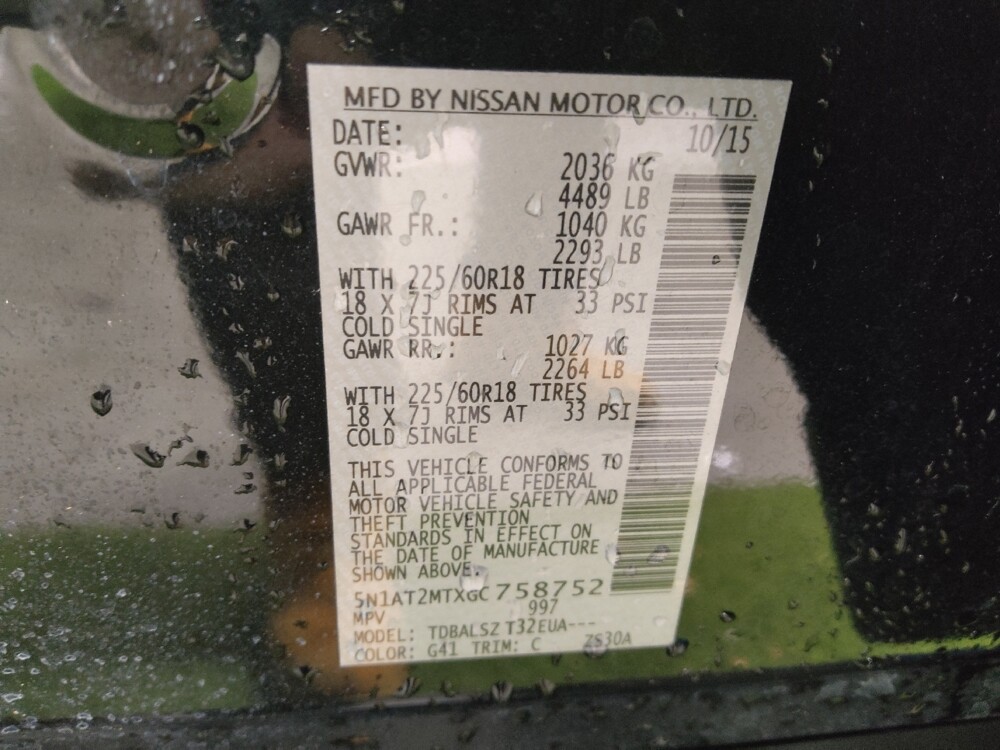 MFD BY NISSAN MOTOR CO., LTD.
DATE: 10/15
GVWR: 2036 KG
4489 LB
GAWR FR.: 1040 KG
2293 LB
WITH 225/60R18 TIRES
18 X 7J RIMS AT 33 PSI
COLD SINGLE
GAWR RR.: 1027 KG
2264 LB
WITH 225/60R18 TIRES
18 X 7J RIMS AT 33 PSI
COLD SINGLE
THIS VEHICLE CONFORMS TO
ALL APPLICABLE FEDERAL
MOTOR VEHICLE SAFETY AND
THEFT PREVENTION
STANDARDS IN EFFECT ON
THE DATE OF MANUFACTURE
SHOWN ABOVE.
5N1AT2MTXGC758752
MPV 997
MODEL: TDBALSZ T32EUA---
COLOR: G41 TRIM: C ZS30A